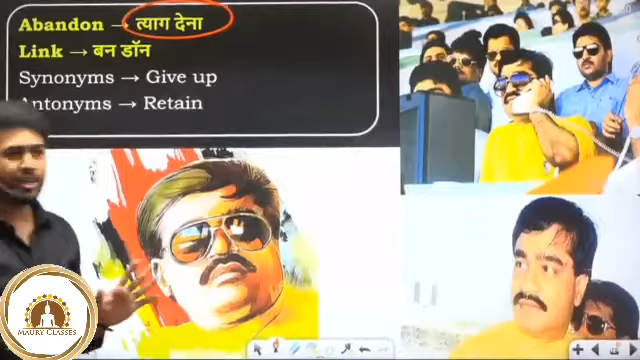 Abandon → त्याग देना
Link → बन डॉन
Synonyms → Give up
Antonyms → Retain
MAURY CLASSES